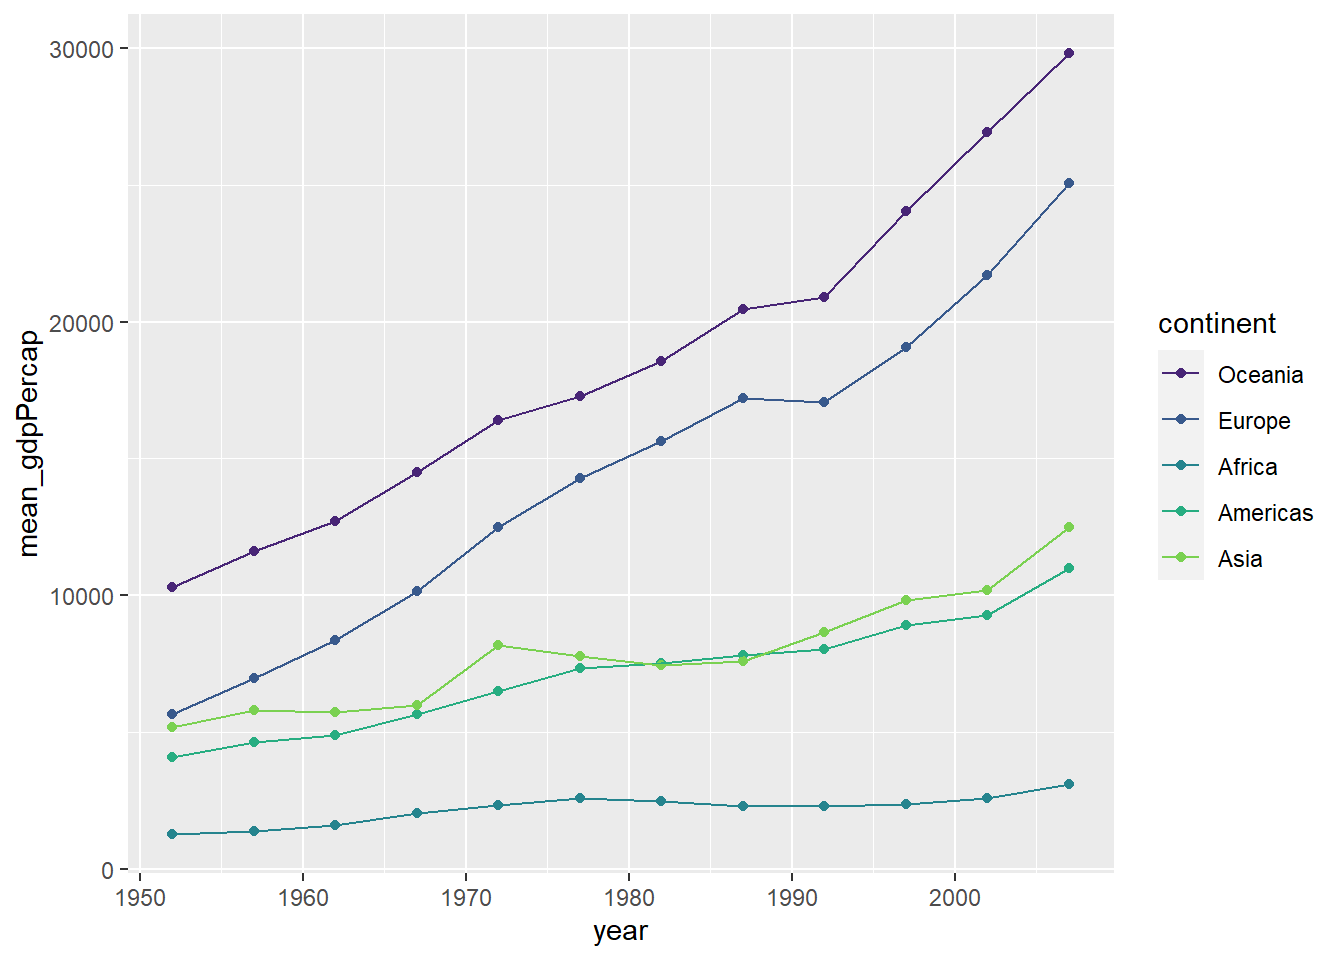 30000
20000
10000
0
mean_gdpPercap
1950 1960 1970 1980 1990 2000
year
continent
Oceania
Europe
Africa
Americas
Asia